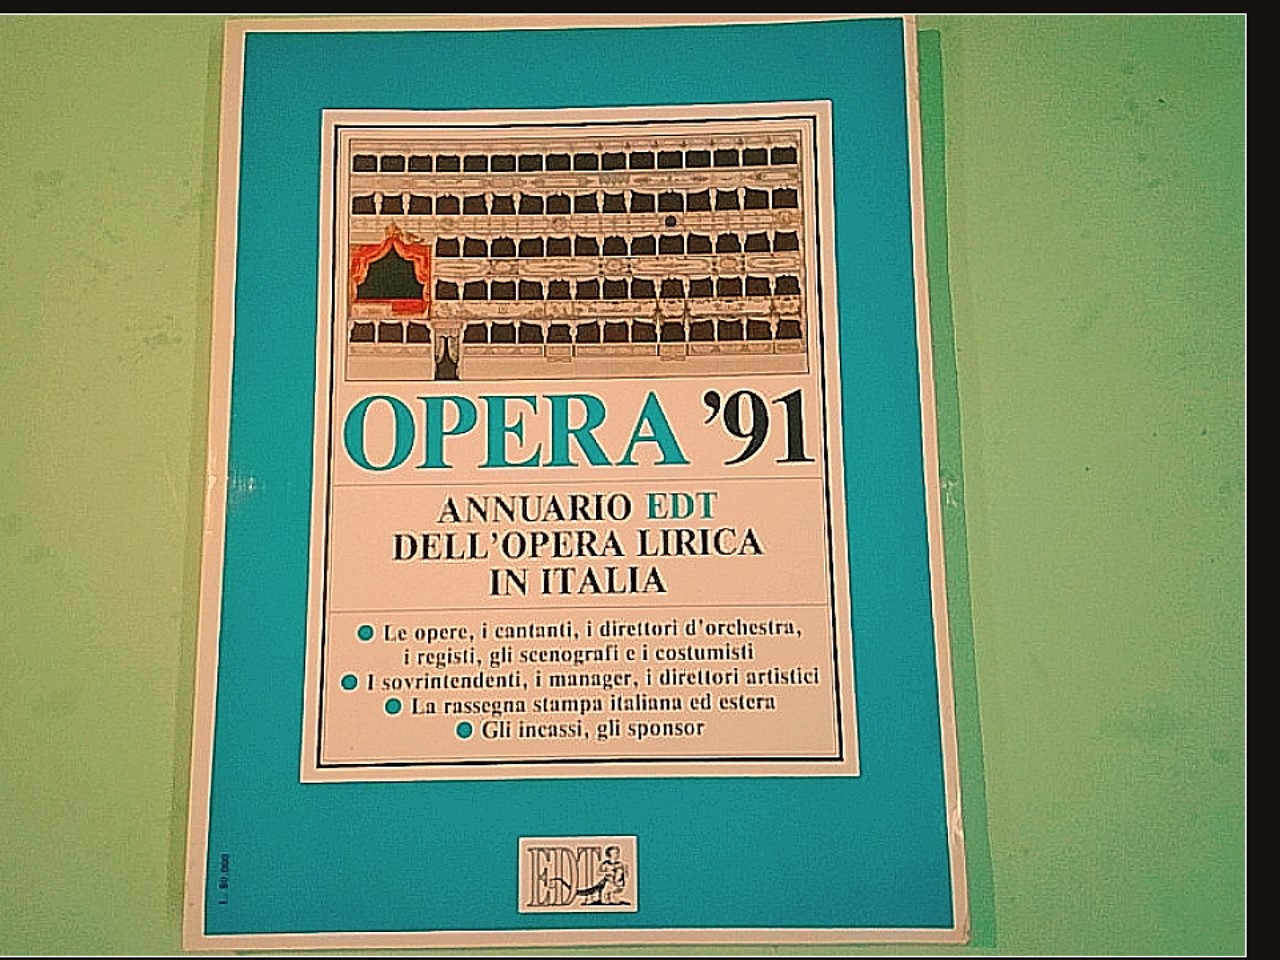 OPERA '91
ANNUARIO EDT
DELL'OPERA LIRICA
IN ITALIA
Le opere, i cantanti, i direttori d'orchestra,
i registi, gli scenografi e i costumisti
I sovrintendenti, i manager, i direttori artistici
La rassegna stampa italiana ed estera
Gli incassi, gli sponsor
EDT